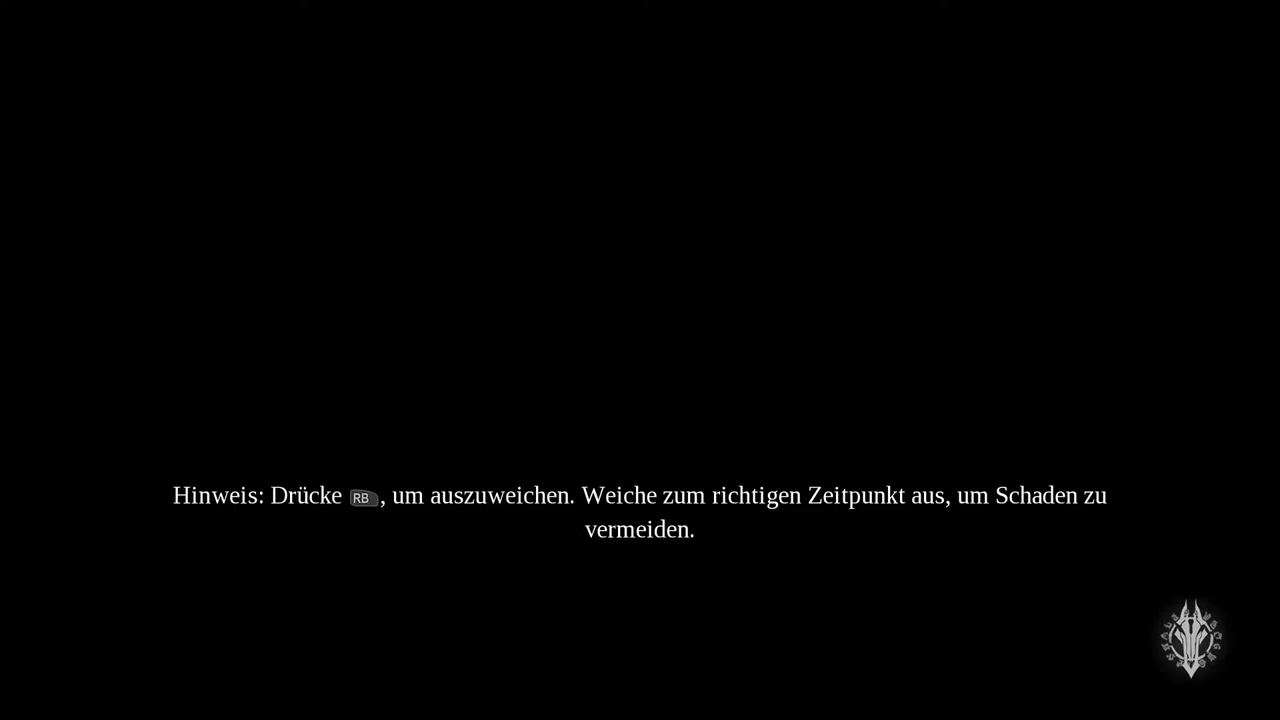 Hinweis: Drücke RB, um auszuweichen. Weiche zum richtigen Zeitpunkt aus, um Schaden zu
vermeiden.